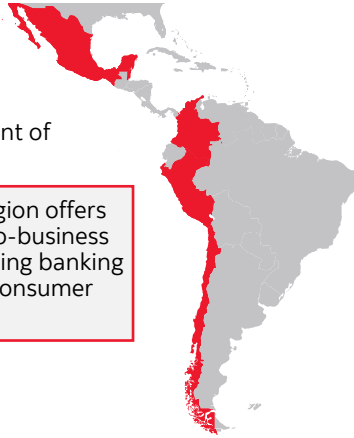 nt of
gion offers
o-business
ing banking
onsumer